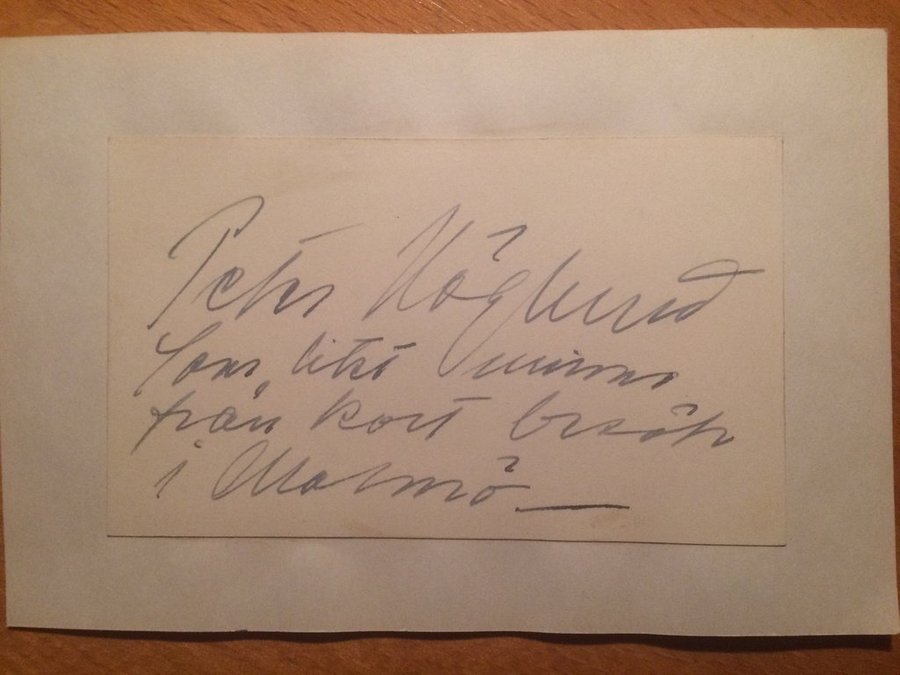 Peter Höglund
Som litet minne
från kort besök
i Malmö —